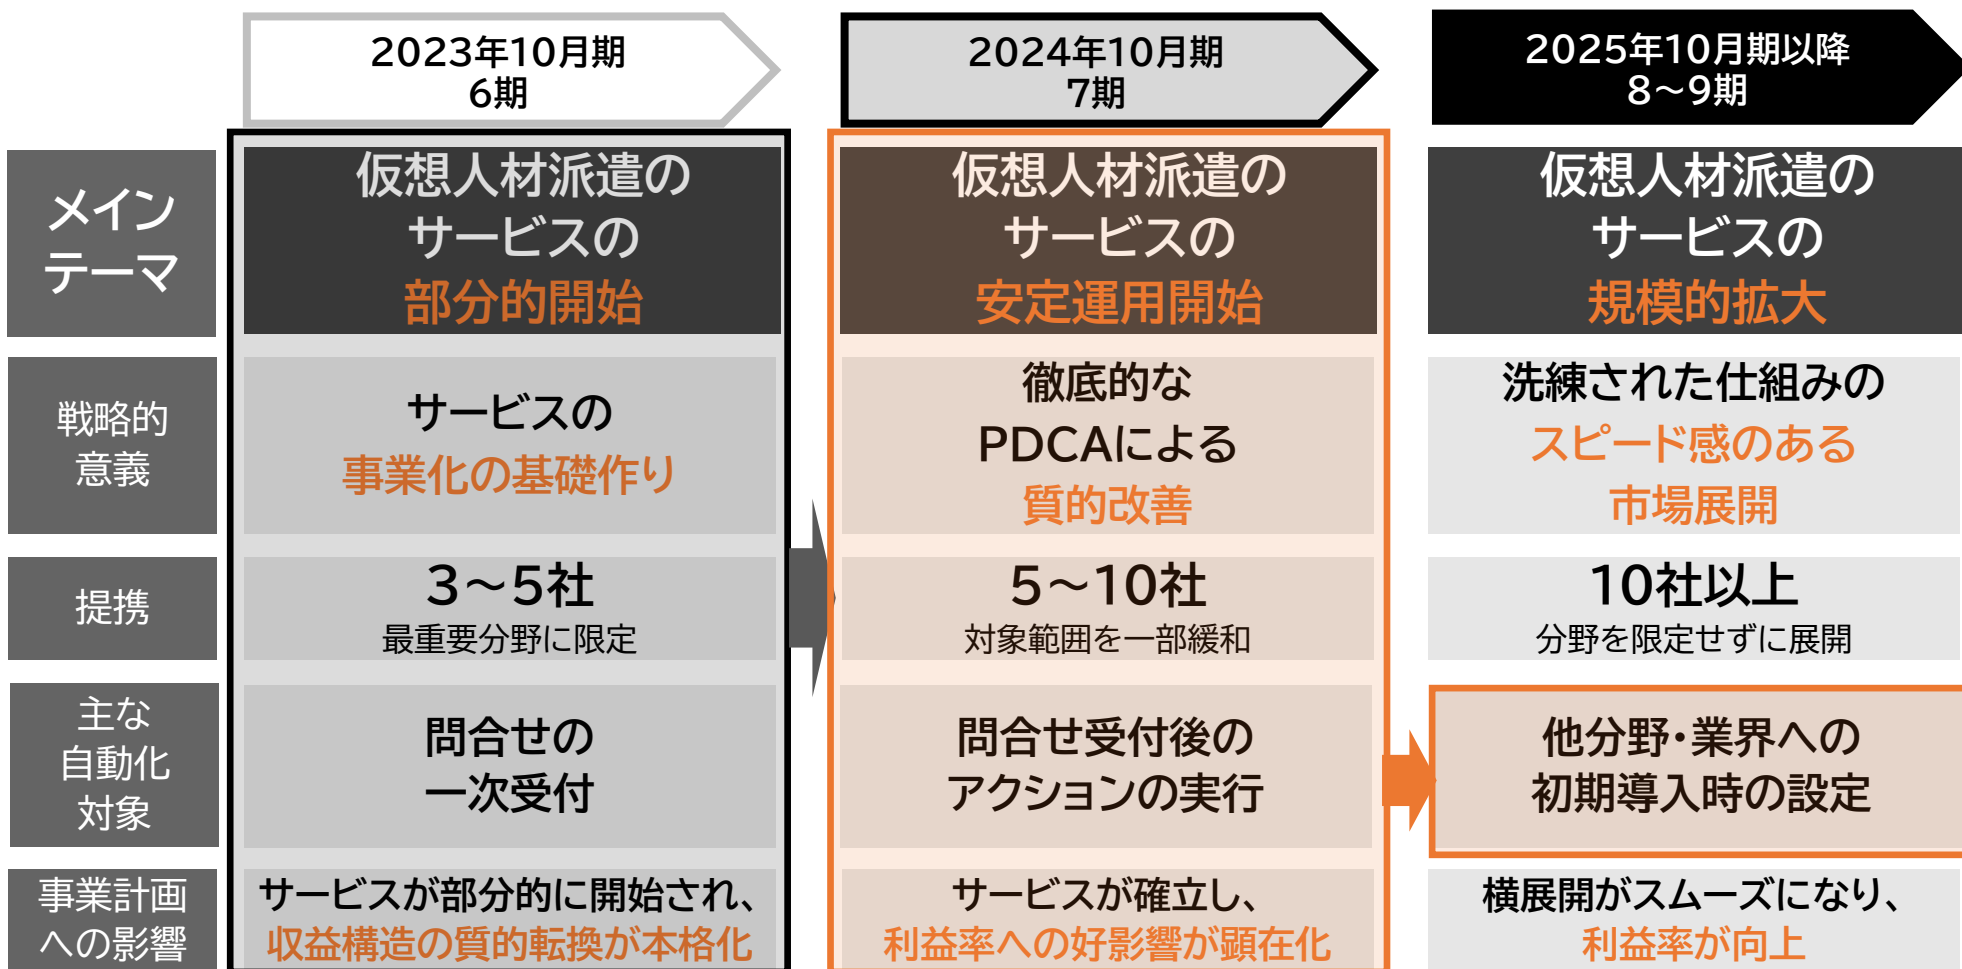 2023年10月期
6期
2024年10月期
7期
2025年10月期以降
8～9期
メイン
テーマ
仮想人材派遣の
サービスの
部分的開始
仮想人材派遣の
サービスの
安定運用開始
仮想人材派遣の
サービスの
規模的拡大
戦略的
意義
サービスの
事業化の基礎作り
徹底的な
PDCAによる
質的改善
洗練された仕組みの
スピード感のある
市場展開
提携
3～5社
最重要分野に限定
5～10社
対象範囲を一部緩和
10社以上
分野を限定せずに展開
主な
自動化
対象
問合せの
一次受付
問合せ受付後の
アクションの実行
他分野・業界への
初期導入時の設定
事業計画
への影響
サービスが部分的に開始され、
収益構造の質的転換が本格化
サービスが確立し、
利益率への好影響が顕在化
横展開がスムーズになり、
利益率が向上